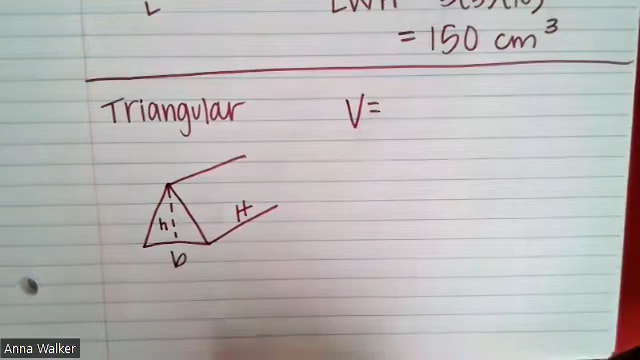 = 150 cm³
Triangular V=
h
H
b
Anna Walker